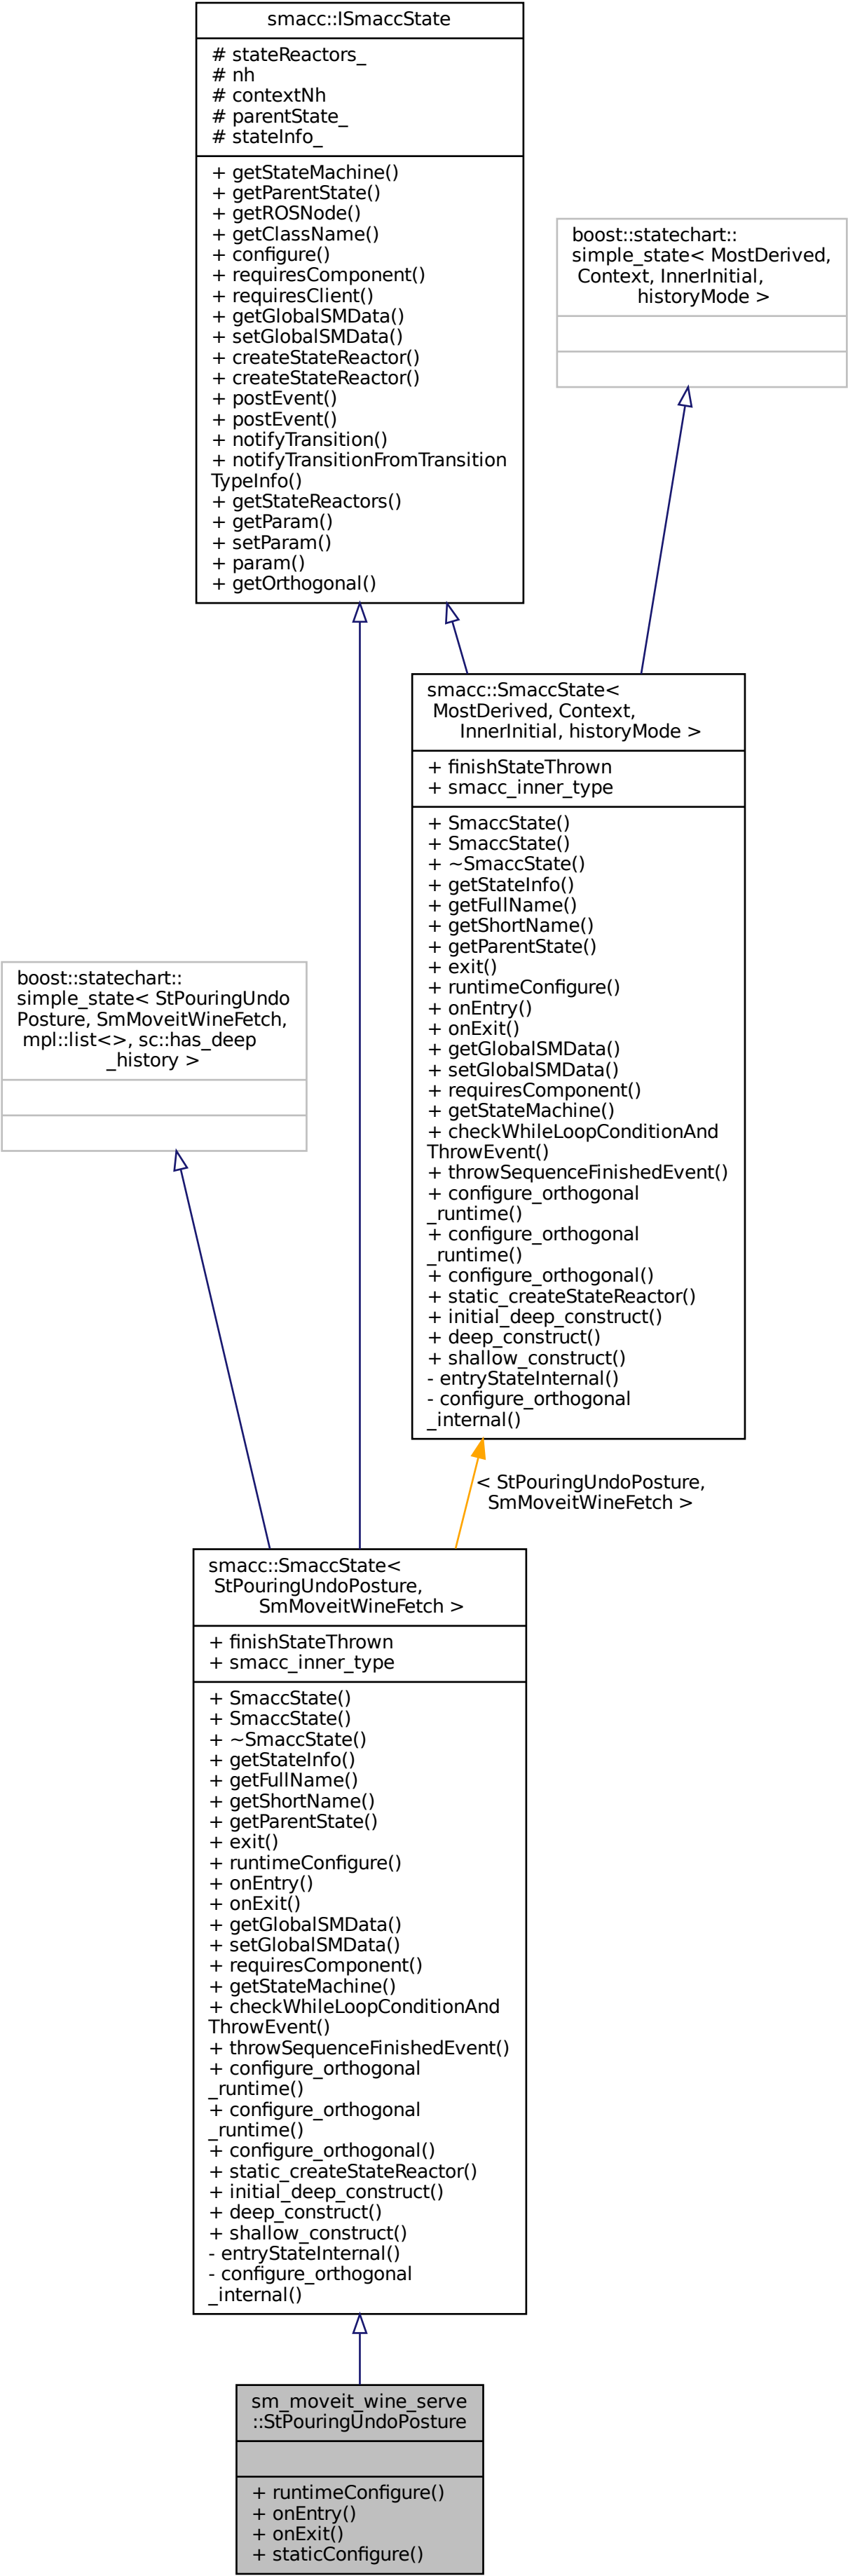 smacc::ISmaccState
# stateReactors_
# nh
# contextNh
# parentState_
# stateInfo_
+ getStateMachine()
+ getParentState()
+ getROSNode()
+ getClassName()
+ configure()
+ requiresComponent()
+ requiresClient()
+ getGlobalSMData()
+ setGlobalSMData()
+ createStateReactor()
+ createStateReactor()
+ postEvent()
+ postEvent()
+ notifyTransition()
+ notifyTransitionFromTransition
TypeInfo()
+ getStateReactors()
+ getParam()
+ setParam()
+ param()
+ getOrthogonal()
boost::statechart::
simple_state< MostDerived,
Context, InnerInitial,
historyMode >
smacc::SmaccState<
MostDerived, Context,
InnerInitial, historyMode >
+ finishStateThrown
+ smacc_inner_type
+ SmaccState()
+ SmaccState()
+ ~SmaccState()
+ getStateInfo()
+ getFullName()
+ getShortName()
+ getParentState()
+ exit()
+ runtimeConfigure()
+ onEntry()
+ onExit()
+ getGlobalSMData()
+ setGlobalSMData()
+ requiresComponent()
+ getStateMachine()
+ checkWhileLoopConditionAnd
ThrowEvent()
+ throwSequenceFinishedEvent()
+ configure_orthogonal
_runtime()
+ configure_orthogonal
_runtime()
+ configure_orthogonal()
+ static_createStateReactor()
+ initial_deep_construct()
+ deep_construct()
+ shallow_construct()
- entryStateInternal()
- configure_orthogonal
_internal()
boost::statechart::
simple_state< StPouringUndo
Posture, SmMoveitWineFetch,
mpl::list<>, sc::has_deep
_history >
< StPouringUndoPosture,
SmMoveitWineFetch >
smacc::SmaccState<
StPouringUndoPosture,
SmMoveitWineFetch >
+ finishStateThrown
+ smacc_inner_type
+ SmaccState()
+ SmaccState()
+ ~SmaccState()
+ getStateInfo()
+ getFullName()
+ getShortName()
+ getParentState()
+ exit()
+ runtimeConfigure()
+ onEntry()
+ onExit()
+ getGlobalSMData()
+ setGlobalSMData()
+ requiresComponent()
+ getStateMachine()
+ checkWhileLoopConditionAnd
ThrowEvent()
+ throwSequenceFinishedEvent()
+ configure_orthogonal
_runtime()
+ configure_orthogonal
_runtime()
+ configure_orthogonal()
+ static_createStateReactor()
+ initial_deep_construct()
+ deep_construct()
+ shallow_construct()
- entryStateInternal()
- configure_orthogonal
_internal()
sm_moveit_wine_serve
::StPouringUndoPosture
+ runtimeConfigure()
+ onEntry()
+ onExit()
+ staticConfigure()